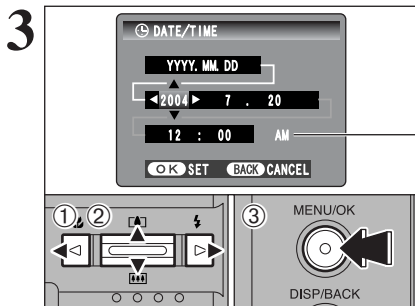 3
DATE/TIME
YYYY. MM. DD
2004 7 . 20
12 : 00 AM
OK SET BACK CANCEL
① ② ③
MENU/OK
DISP/BACK